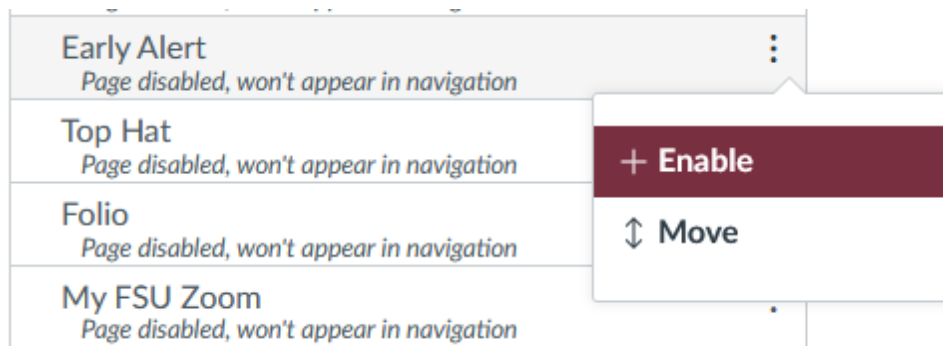 Early Alert
Page disabled, won't appear in navigation
Top Hat
Page disabled, won't appear in navigation
+ Enable
Folio
Move
Page disabled, won't appear in navigation
My FSU Zoom
Page disabled, won't appear in navigation